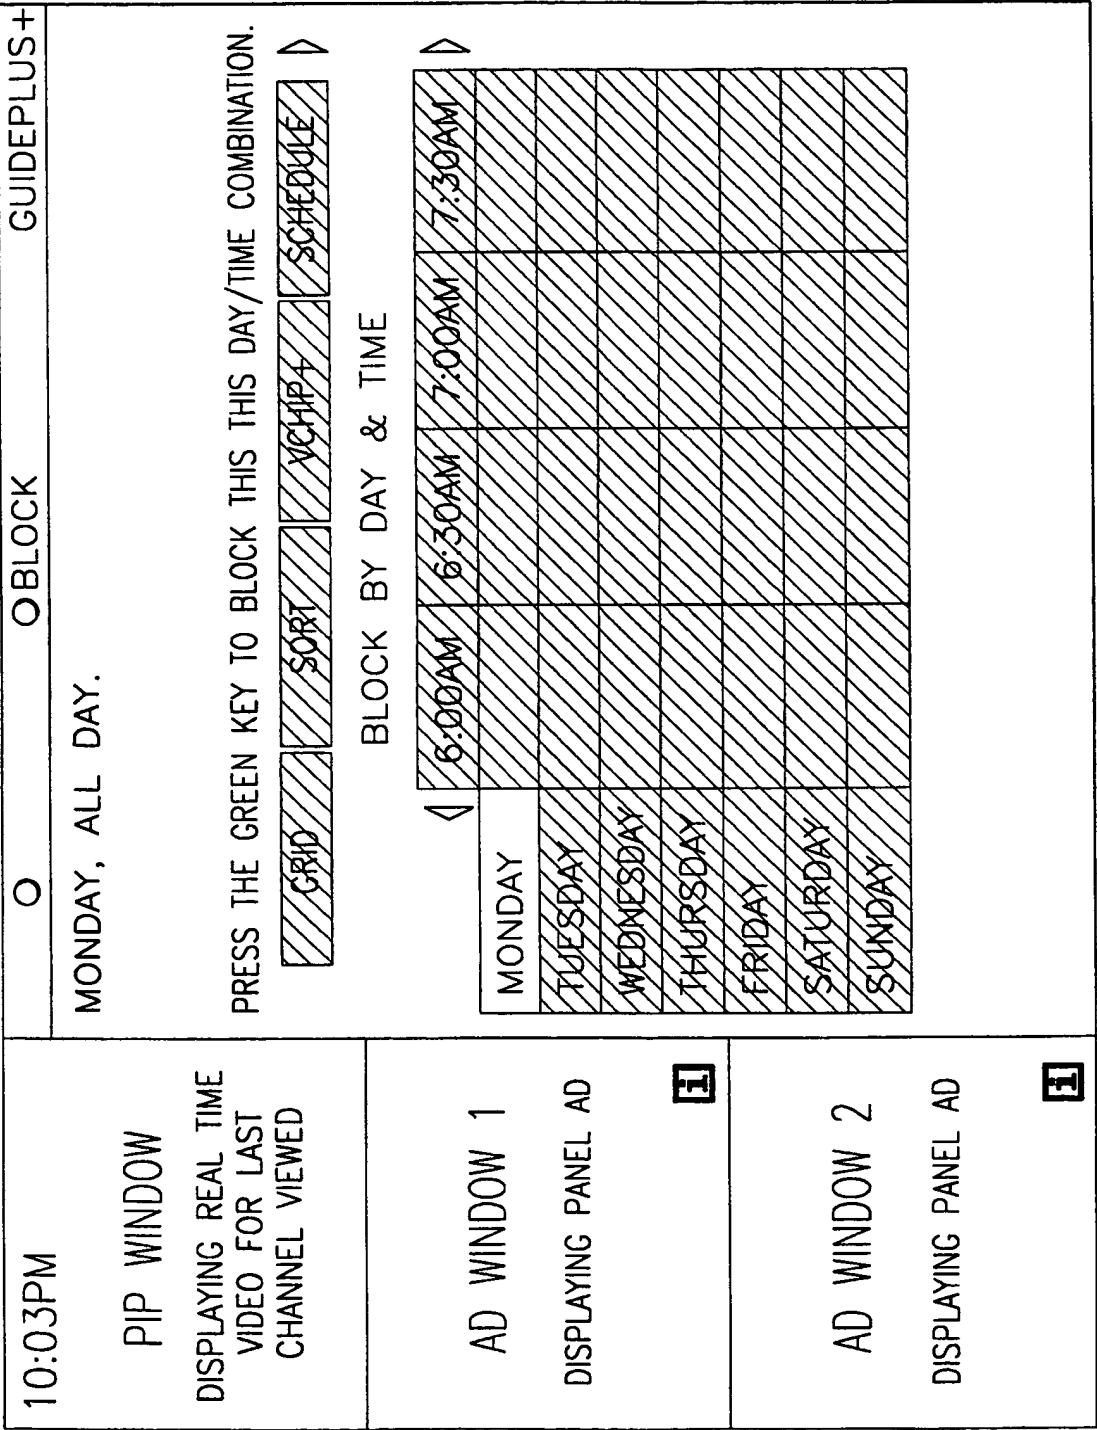 10:03PM
PIP WINDOW
DISPLAYING REAL TIME
VIDEO FOR LAST
CHANNEL VIEWED
AD WINDOW 1
DISPLAYING PANEL AD
i
AD WINDOW 2
DISPLAYING PANEL AD
i
BLOCK GUIDEPLUS+
MONDAY, ALL DAY.
PRESS THE GREEN KEY TO BLOCK THIS THIS DAY/TIME COMBINATION.
GRID SORT VCHIP+ SCHEDULE
BLOCK BY DAY & TIME
6:00AM 6:30AM 7:00AM 7:30AM
MONDAY
TUESDAY
WEDNESDAY
THURSDAY
FRIDAY
SATURDAY
SUNDAY